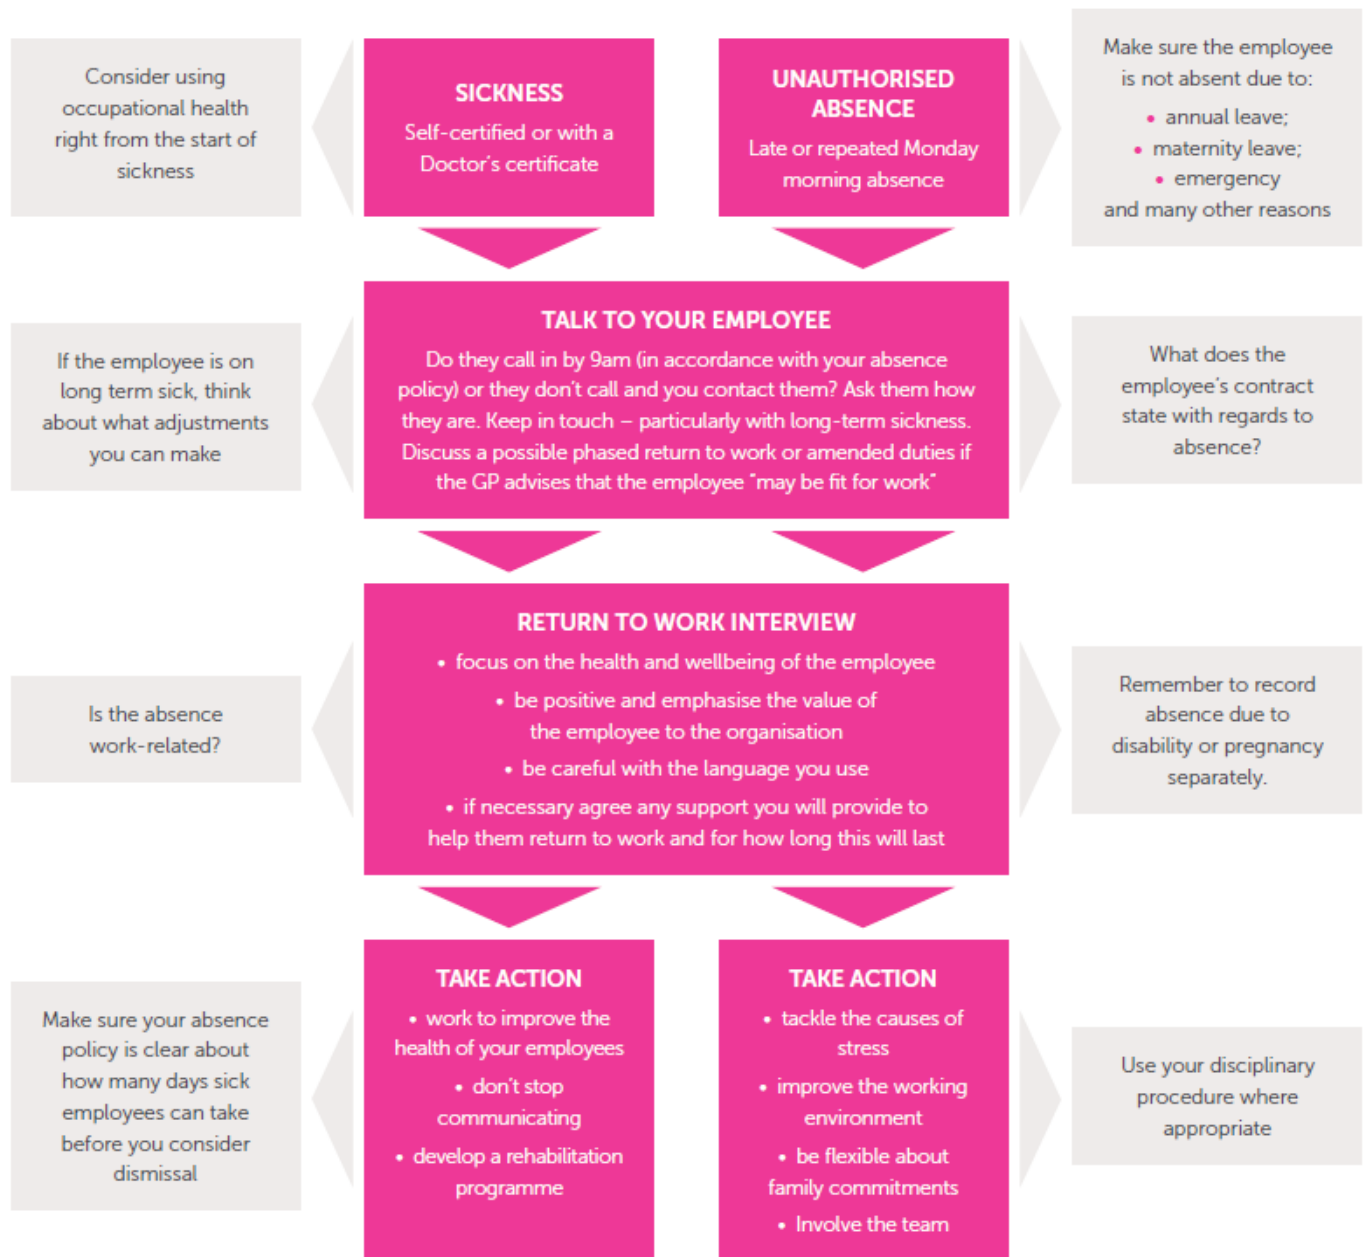 Consider using
occupational health
right from the start of
sickness
SICKNESS
Self-certified or with a
Doctor's certificate
UNAUTHORISED
ABSENCE
Late or repeated Monday
morning absence
Make sure the employee
is not absent due to:
• annual leave;
• maternity leave;
• emergency
and many other reasons
If the employee is on
long term sick, think
about what adjustments
you can make
TALK TO YOUR EMPLOYEE
Do they call in by 9am (in accordance with your absence
policy) or they don't call and you contact them? Ask them how
they are. Keep in touch – particularly with long-term sickness.
Discuss a possible phased return to work or amended duties if
the GP advises that the employee "may be fit for work"
What does the
employee's contract
state with regards to
absence?
Is the absence
work-related?
RETURN TO WORK INTERVIEW
• focus on the health and wellbeing of the employee
• be positive and emphasise the value of
the employee to the organisation
• be careful with the language you use
• if necessary agree any support you will provide to
help them return to work and for how long this will last
Remember to record
absence due to
disability or pregnancy
separately.
Make sure your absence
policy is clear about
how many days sick
employees can take
before you consider
dismissal
TAKE ACTION
• work to improve the
health of your employees
• don't stop
communicating
• develop a rehabilitation
programme
TAKE ACTION
• tackle the causes of
stress
• improve the working
environment
• be flexible about
family commitments
• Involve the team
Use your disciplinary
procedure where
appropriate